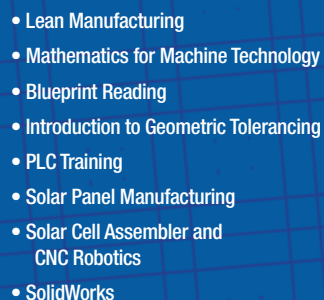 • Lean Manufacturing
• Mathematics for Machine Technology
• Blueprint Reading
• Introduction to Geometric Tolerancing
• PLC Training
• Solar Panel Manufacturing
• Solar Cell Assembler and
CNC Robotics
• SolidWorks